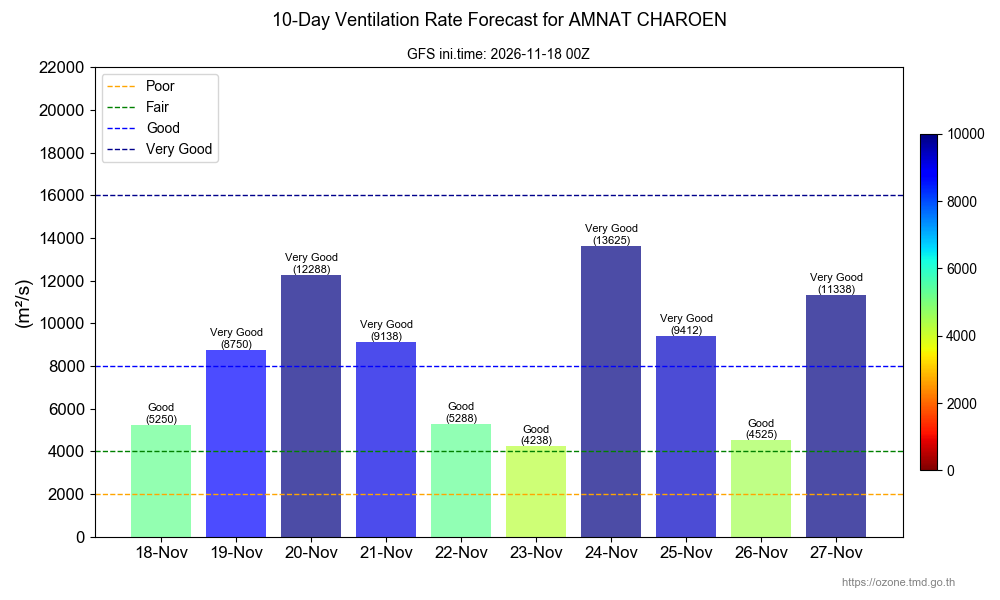 10-Day Ventilation Rate Forecast for AMNAT CHAROEN
GFS ini.time: 2026-11-18 00Z
(m²/s)
22000
20000
18000
16000
14000
12000
10000
8000
6000
4000
2000
0
Poor
Fair
Good
Very Good
Good
(5250)
Very Good
(8750)
Very Good
(12288)
Very Good
(9138)
Good
(5288)
Good
(4238)
Very Good
(13625)
Very Good
(9412)
Good
(4525)
Very Good
(11338)
18-Nov
19-Nov
20-Nov
21-Nov
22-Nov
23-Nov
24-Nov
25-Nov
26-Nov
27-Nov
10000
8000
6000
4000
2000
0
https://ozone.tmd.go.th